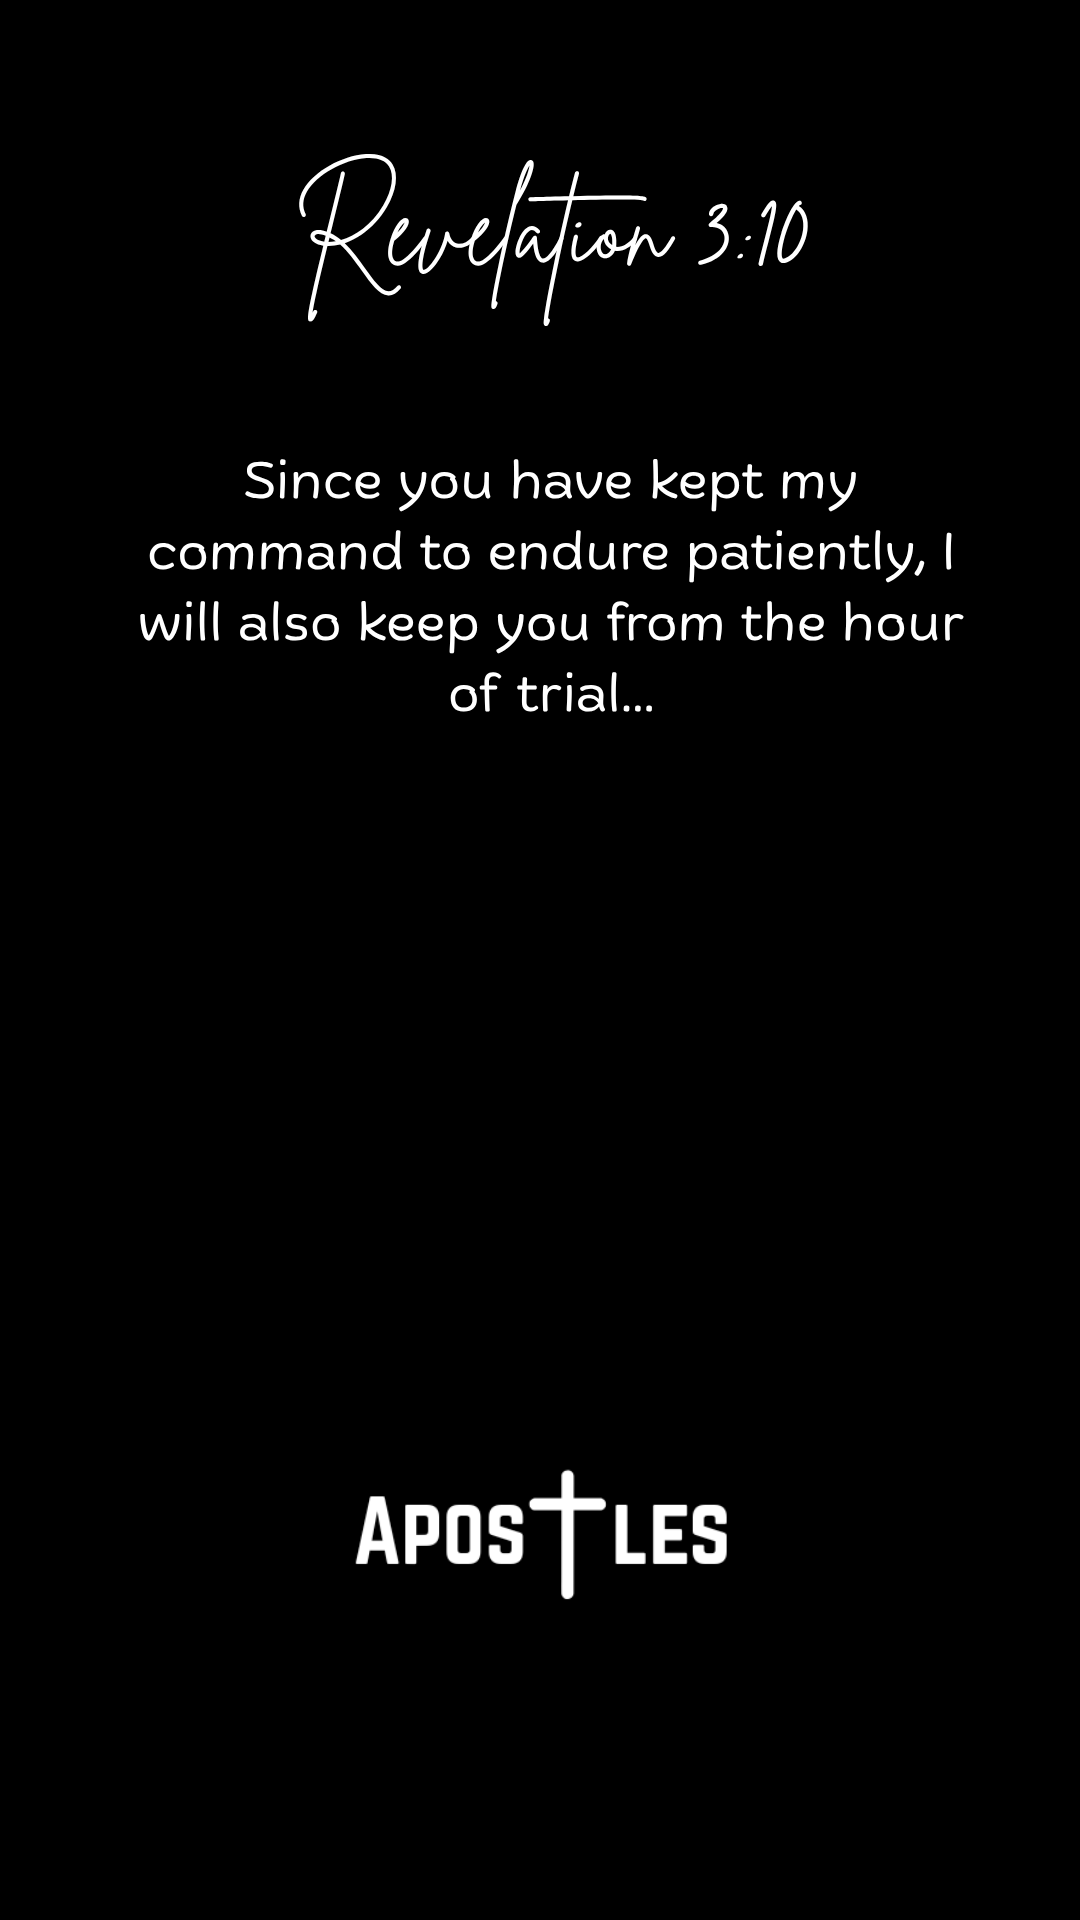 Revelation 3:10
Since you have kept my
command to endure patiently, I
will also keep you from the hour
of trial...
APOSTLES